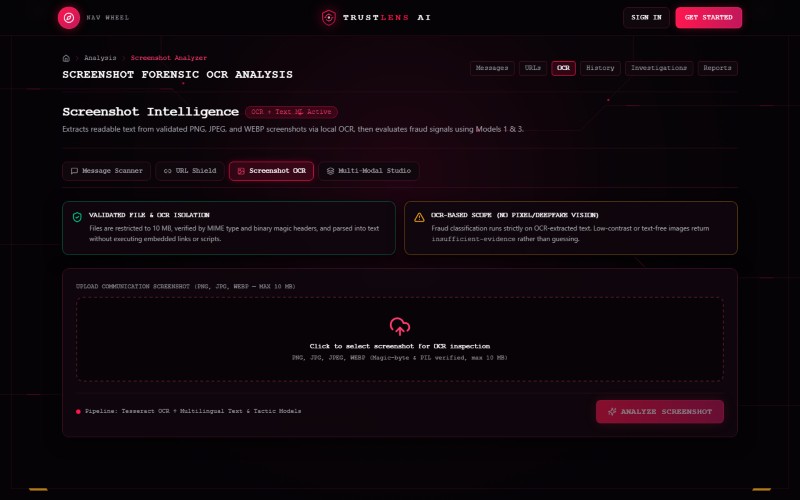 NAV WHEEL
TRUSTLENS AI
SIGN IN
GET STARTED
Analysis › Screenshot Analyzer
SCREENSHOT FORENSIC OCR ANALYSIS
Messages
URLs
OCR
History
Investigations
Reports
Screenshot Intelligence
OCR + Text ML Active
Extracts readable text from validated PNG, JPEG, and WEBP screenshots via local OCR, then evaluates fraud signals using Models 1 & 3.
Message Scanner
URL Shield
Screenshot OCR
Multi-Modal Studio
VALIDATED FILE & OCR ISOLATION
Files are restricted to 10 MB, verified by MIME type and binary magic headers, and parsed into text
without executing embedded links or scripts.
OCR-BASED SCOPE (NO PIXEL/DEEPFAKE VISION)
Fraud classification runs strictly on OCR-extracted text. Low-contrast or text-free images return
insufficient-evidence rather than guessing.
UPLOAD COMMUNICATION SCREENSHOT (PNG, JPG, WEBP — MAX 10 MB)
Click to select screenshot for OCR inspection
PNG, JPG, JPEG, WEBP (Magic-byte & PIL verified, max 10 MB)
Pipeline: Tesseract OCR + Multilingual Text & Tactic Models
ANALYZE SCREENSHOT